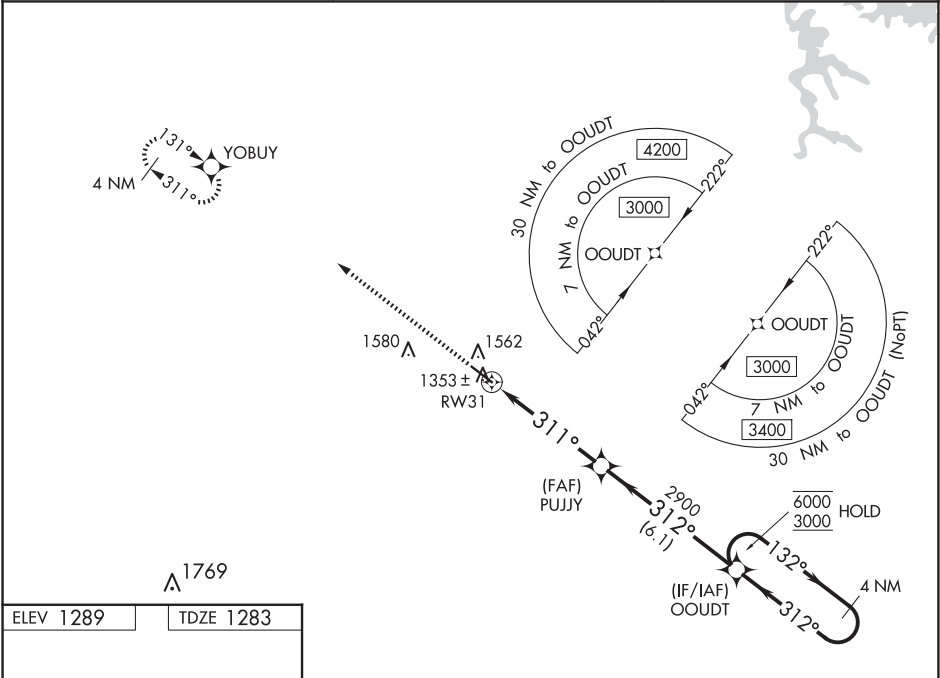 131°
YOBUY
4 NM
311°
30 NM to OOUDT
4200
222°
7 NM to OOUDT
3000
OOUDT
042°
222°
OOUDT
3000
042°
7 NM to OOUDT
3400
30 NM to OOUDT (NoPT)
1580
1562
1353 ±
RW31
311°
(FAF)
PUJJY
2900
312°
(6.1)
6000
3000
HOLD
132°
4 NM
(IF/IAF)
OOUDT
312°
1769
ELEV 1289
TDZE 1283